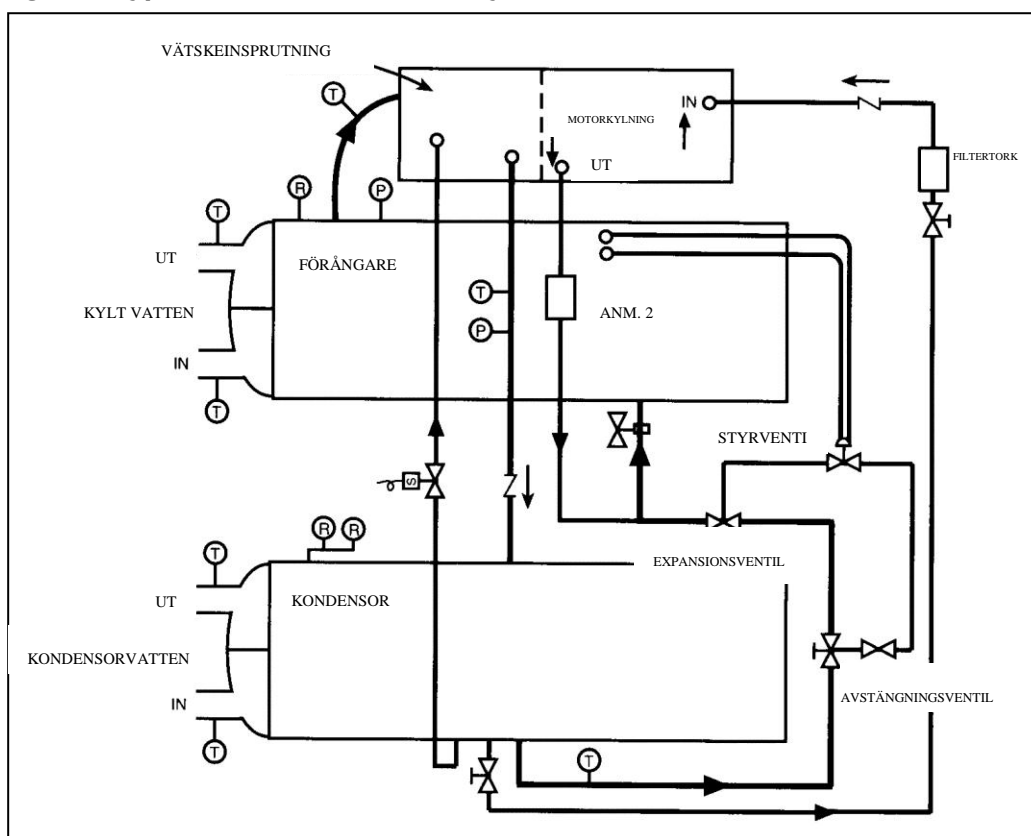 VÄTSKEINSPRUTNING
T
IN
MOTORKYLNING
UT
FILTERTORK
R
P
T
UT
FÖRÅNGARE
T
ANM. 2
KYLT VATTEN
P
IN
T
STYRVENTI
S
R R
T
EXPANSIONSVENTIL
UT
KONDENSOR
KONDENSORVATTEN
IN
AVSTÄNGNINGSVENTIL
T
T